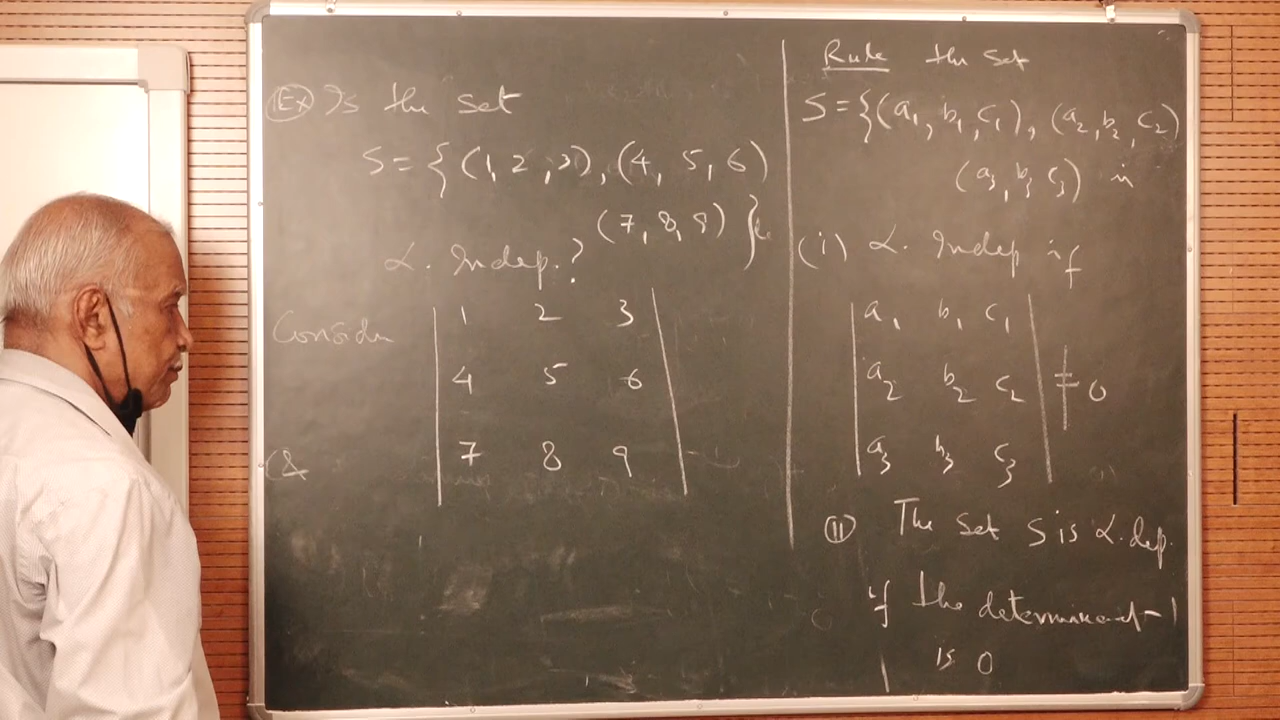 (Ex) Is the set
S = { (1, 2, 3), (4, 5, 6)
(7, 8, 9) }
L. Indep.?
Consider
1 2 3
4 5 6
7 8 9
Rule the set
S = { (a₁, b₁, c₁), (a₂, b₂, c₂)
(a₃, b₃ c₃) is
(i) L. Indep if
a₁ b₁ c₁
a₂ b₂ c₂ ≠ 0
a₃ b₃ c₃
(ii) The set S is L. dep.
if the determinant
is 0